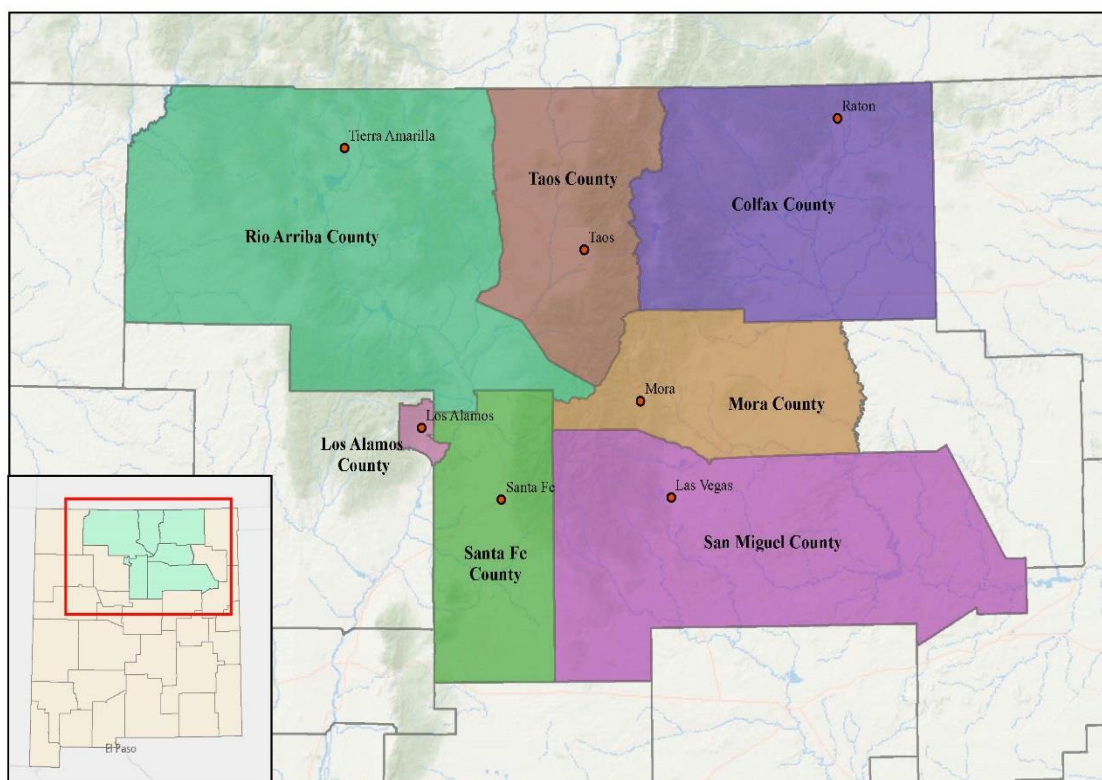 Raton
Tierra Amarilla
Taos County
Colfax County
Rio Arriba County
Taos
Mora
Mora County
Los Alamos
Los Alamos
County
Santa Fe
Las Vegas
San Miguel County
Santa Fe
County
El Paso